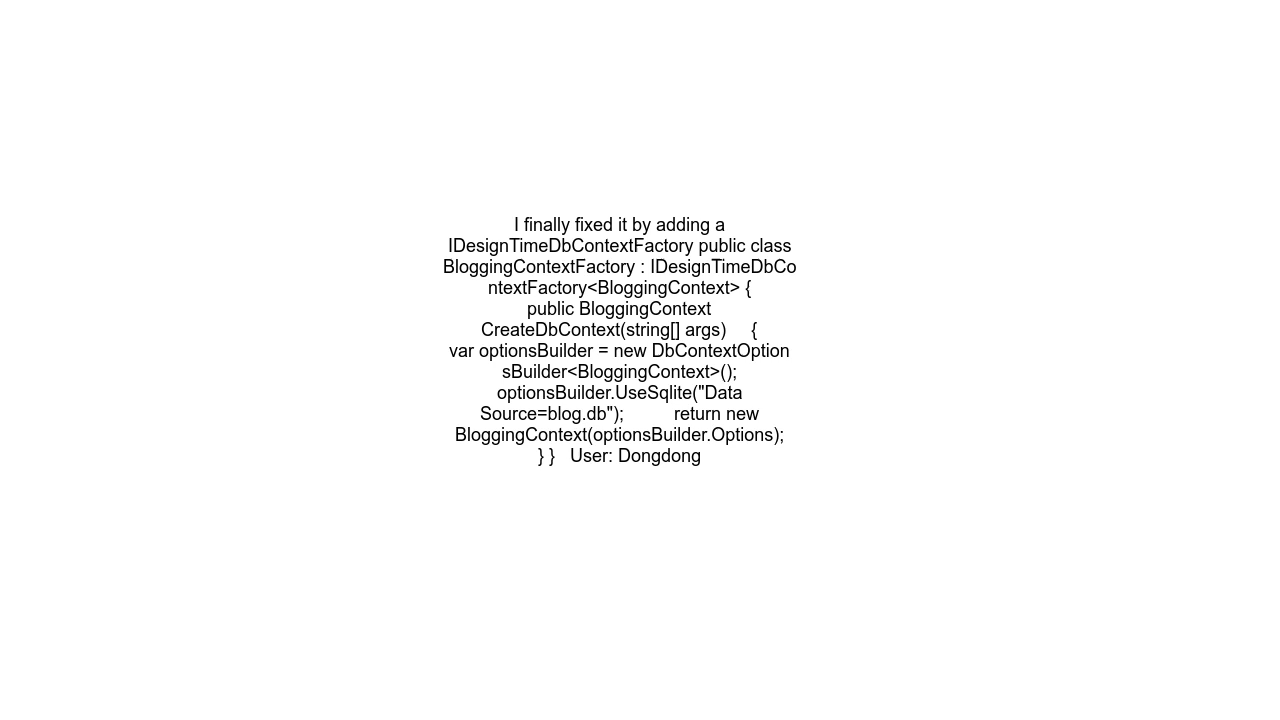 I finally fixed it by adding a
IDesignTimeDbContextFactory public class
BloggingContextFactory : IDesignTimeDbCo
ntextFactory<BloggingContext> {
public BloggingContext
CreateDbContext(string[] args)     {
var optionsBuilder = new DbContextOption
sBuilder<BloggingContext>();
optionsBuilder.UseSqlite("Data
Source=blog.db");          return new
BloggingContext(optionsBuilder.Options);
} }   User: Dongdong